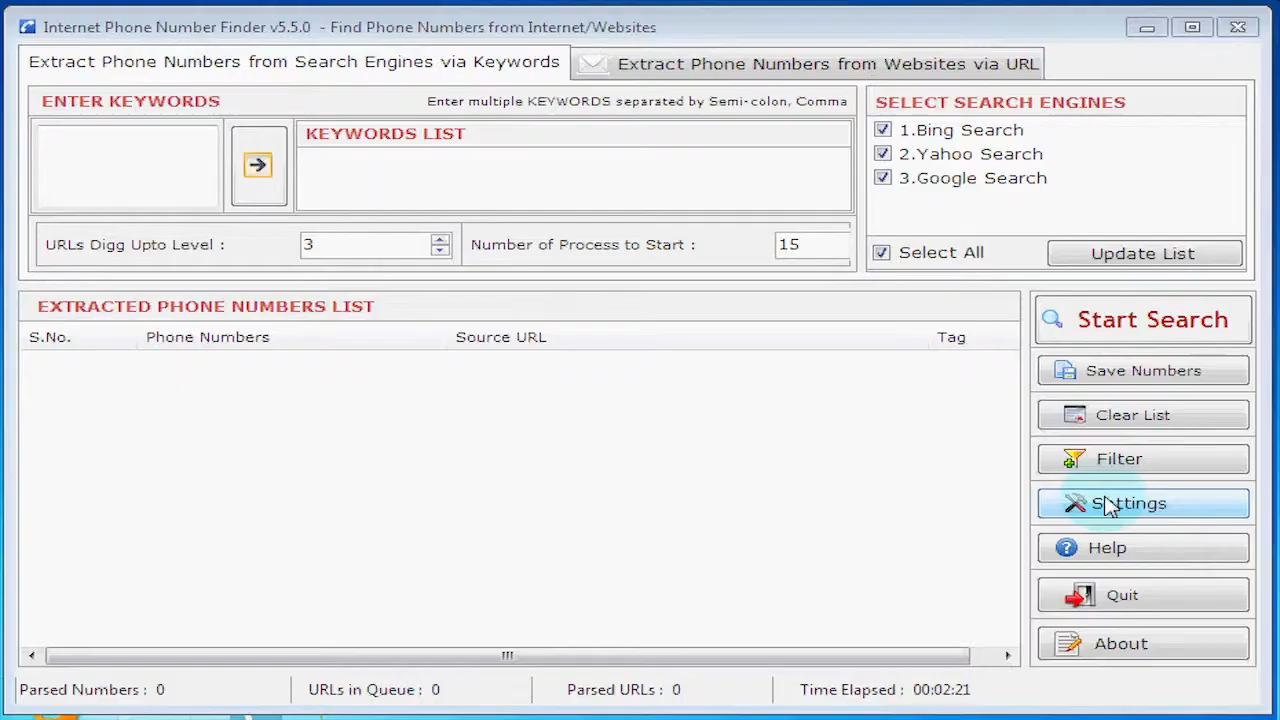 Internet Phone Number Finder v5.5.0 - Find Phone Numbers from Internet/Websites
Extract Phone Numbers from Search Engines via Keywords
Extract Phone Numbers from Websites via URL
ENTER KEYWORDS
Enter multiple KEYWORDS separated by Semi-colon, Comma
KEYWORDS LIST
SELECT SEARCH ENGINES
1.Bing Search
2.Yahoo Search
3.Google Search
URLs Digg Upto Level : 3
Number of Process to Start : 15
Select All
Update List
EXTRACTED PHONE NUMBERS LIST
S.No. Phone Numbers Source URL Tag
Start Search
Save Numbers
Clear List
Filter
Settings
Help
Quit
About
Parsed Numbers : 0 URLs in Queue : 0 Parsed URLs : 0 Time Elapsed : 00:02:21